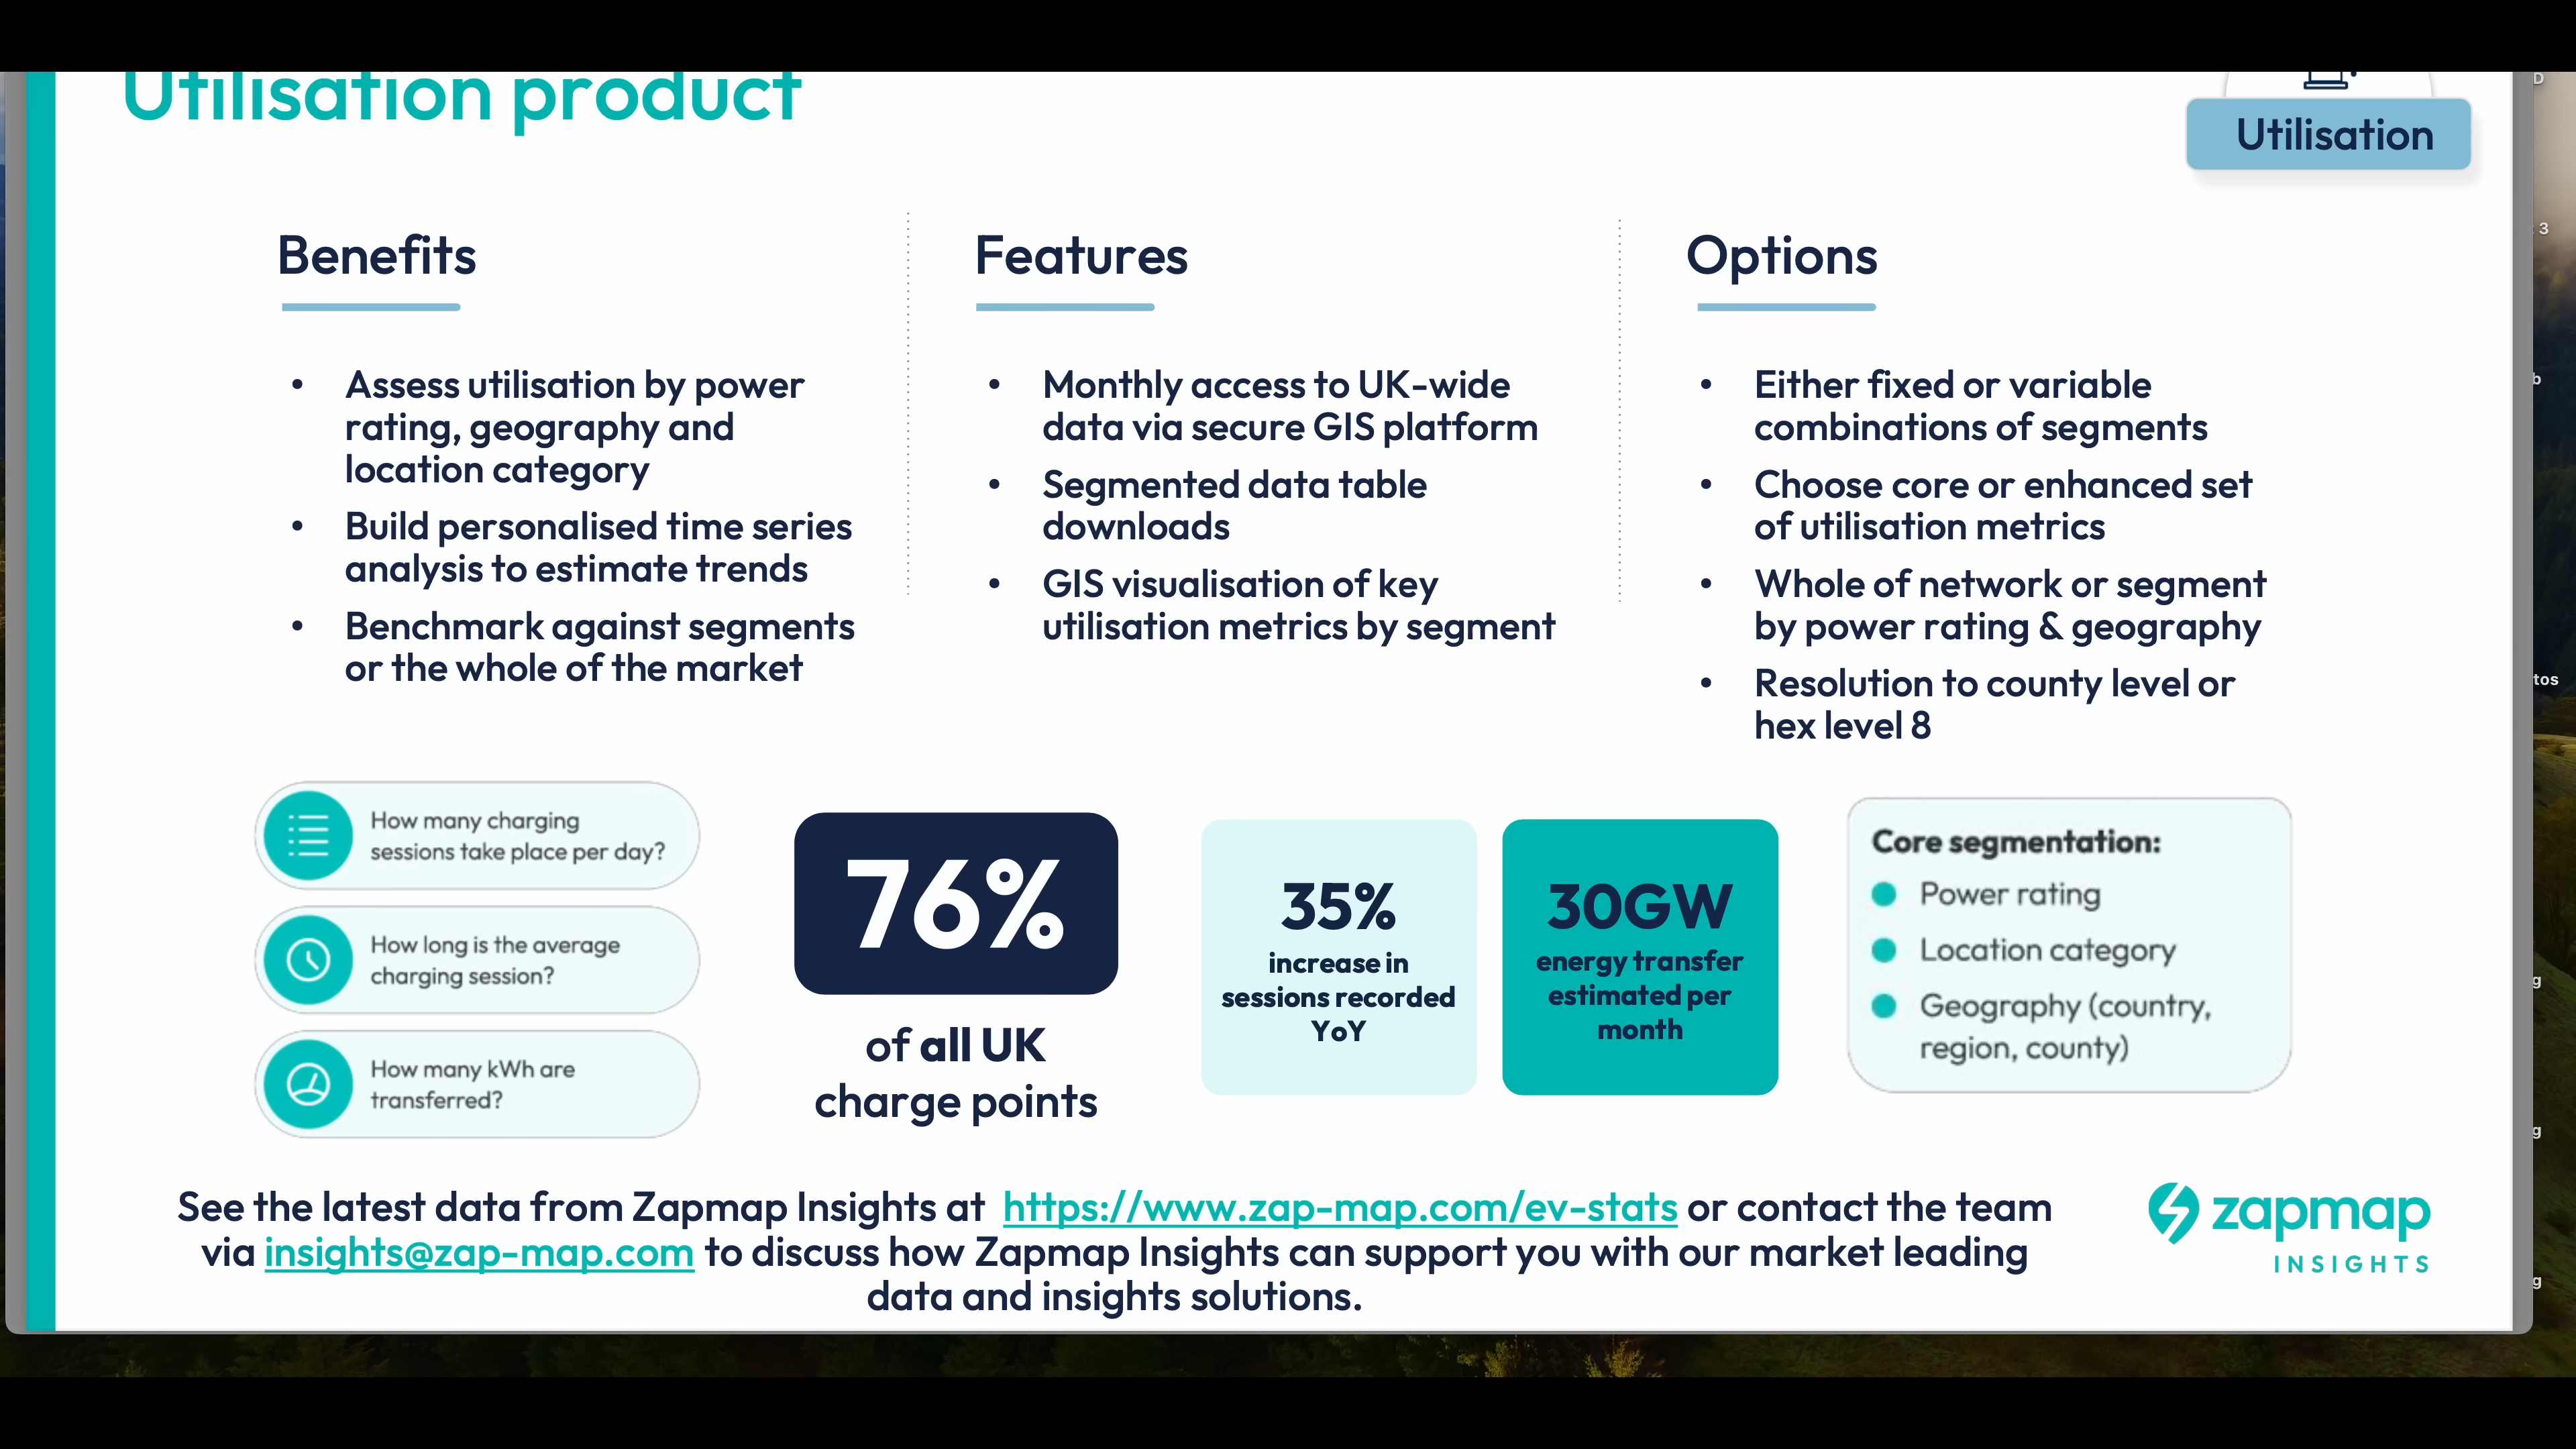 Utilisation product
Utilisation
Benefits
• Assess utilisation by power
rating, geography and
location category
• Build personalised time series
analysis to estimate trends
• Benchmark against segments
or the whole of the market
Features
• Monthly access to UK-wide
data via secure GIS platform
• Segmented data table
downloads
• GIS visualisation of key
utilisation metrics by segment
Options
• Either fixed or variable
combinations of segments
• Choose core or enhanced set
of utilisation metrics
• Whole of network or segment
by power rating & geography
• Resolution to county level or
hex level 8
How many charging
sessions take place per day?
How long is the average
charging session?
How many kWh are
transferred?
76%
of all UK
charge points
35%
increase in
sessions recorded
YoY
30GW
energy transfer
estimated per
month
Core segmentation:
Power rating
Location category
Geography (country,
region, county)
See the latest data from Zapmap Insights at https://www.zap-map.com/ev-stats or contact the team
via insights@zap-map.com to discuss how Zapmap Insights can support you with our market leading
data and insights solutions.
zapmap
INSIGHTS
D
3
b
tos
g
g
g